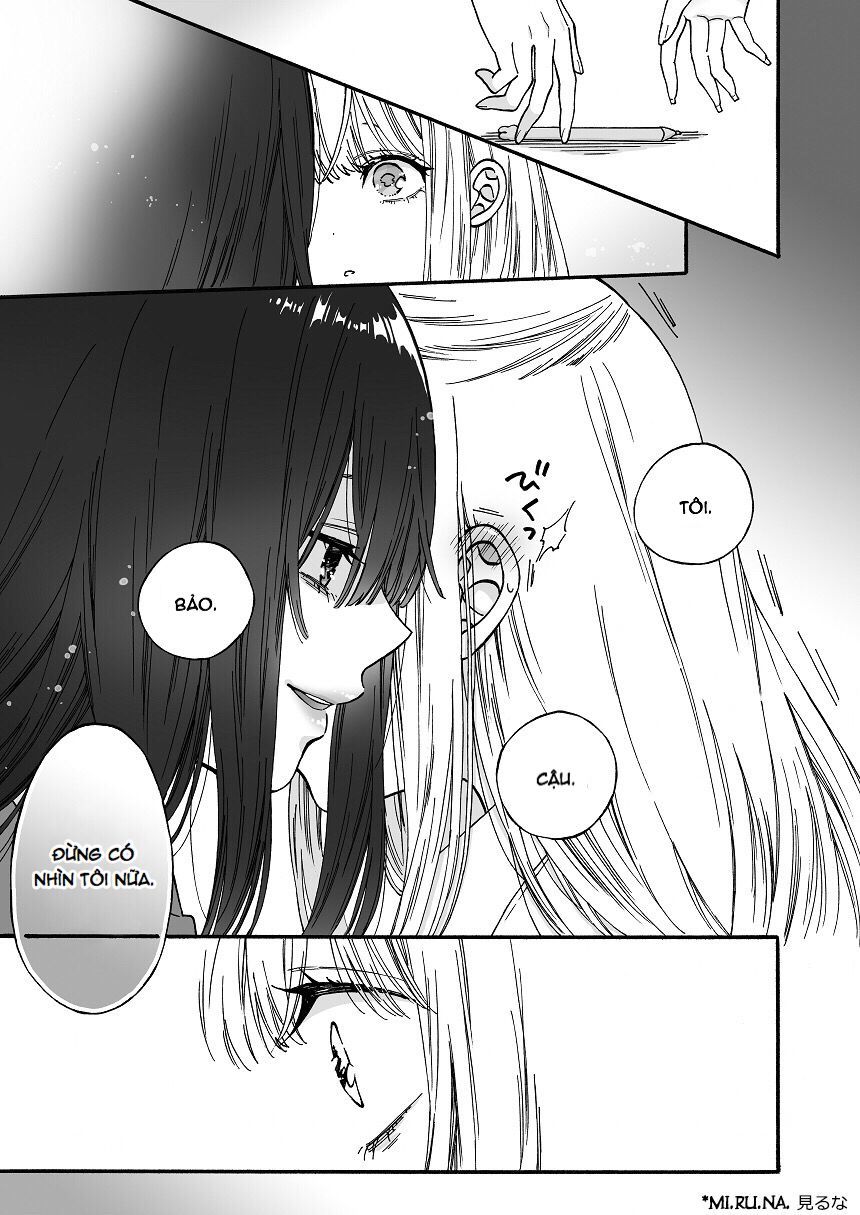 TÔI.
びくっ
BẢO.
CẬU.
ĐỪNG CÓ
NHÌN TÔI NỮA.
*MI.RU.NA. 見るな